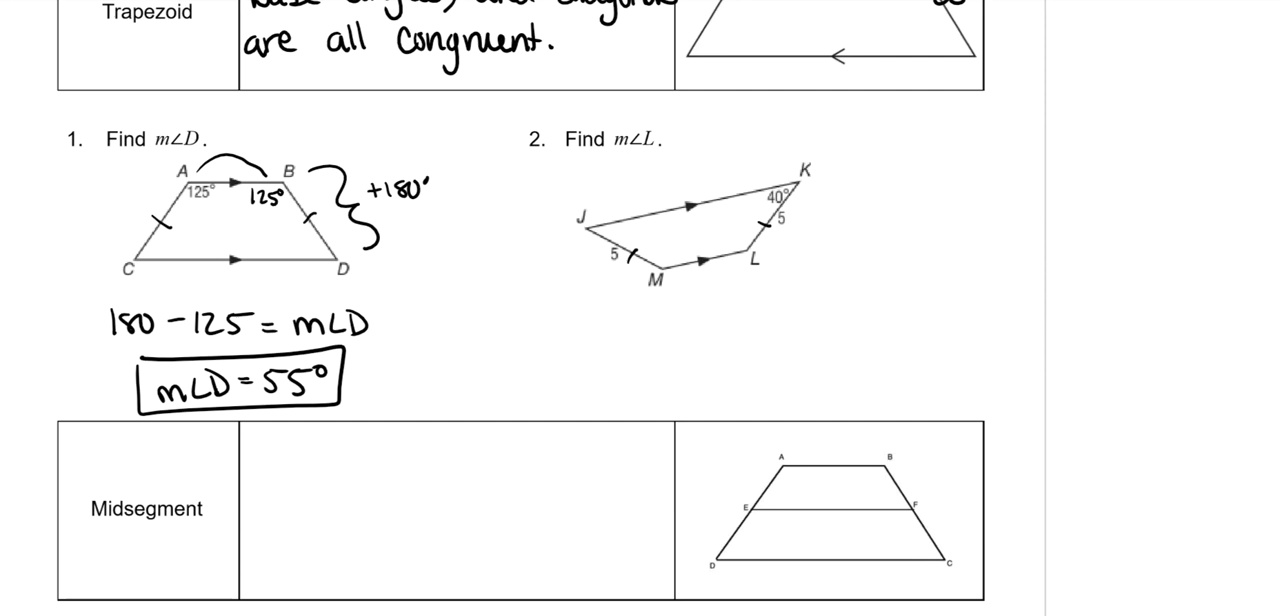 Trapezoid
are all congruent.
1. Find m∠D.
2. Find m∠L.
A
B
125°
125°
+180°
C
D
K
40°
J
5
5
L
M
180 - 125 = m∠D
m∠D = 55°
Midsegment
A
B
E
F
D
C